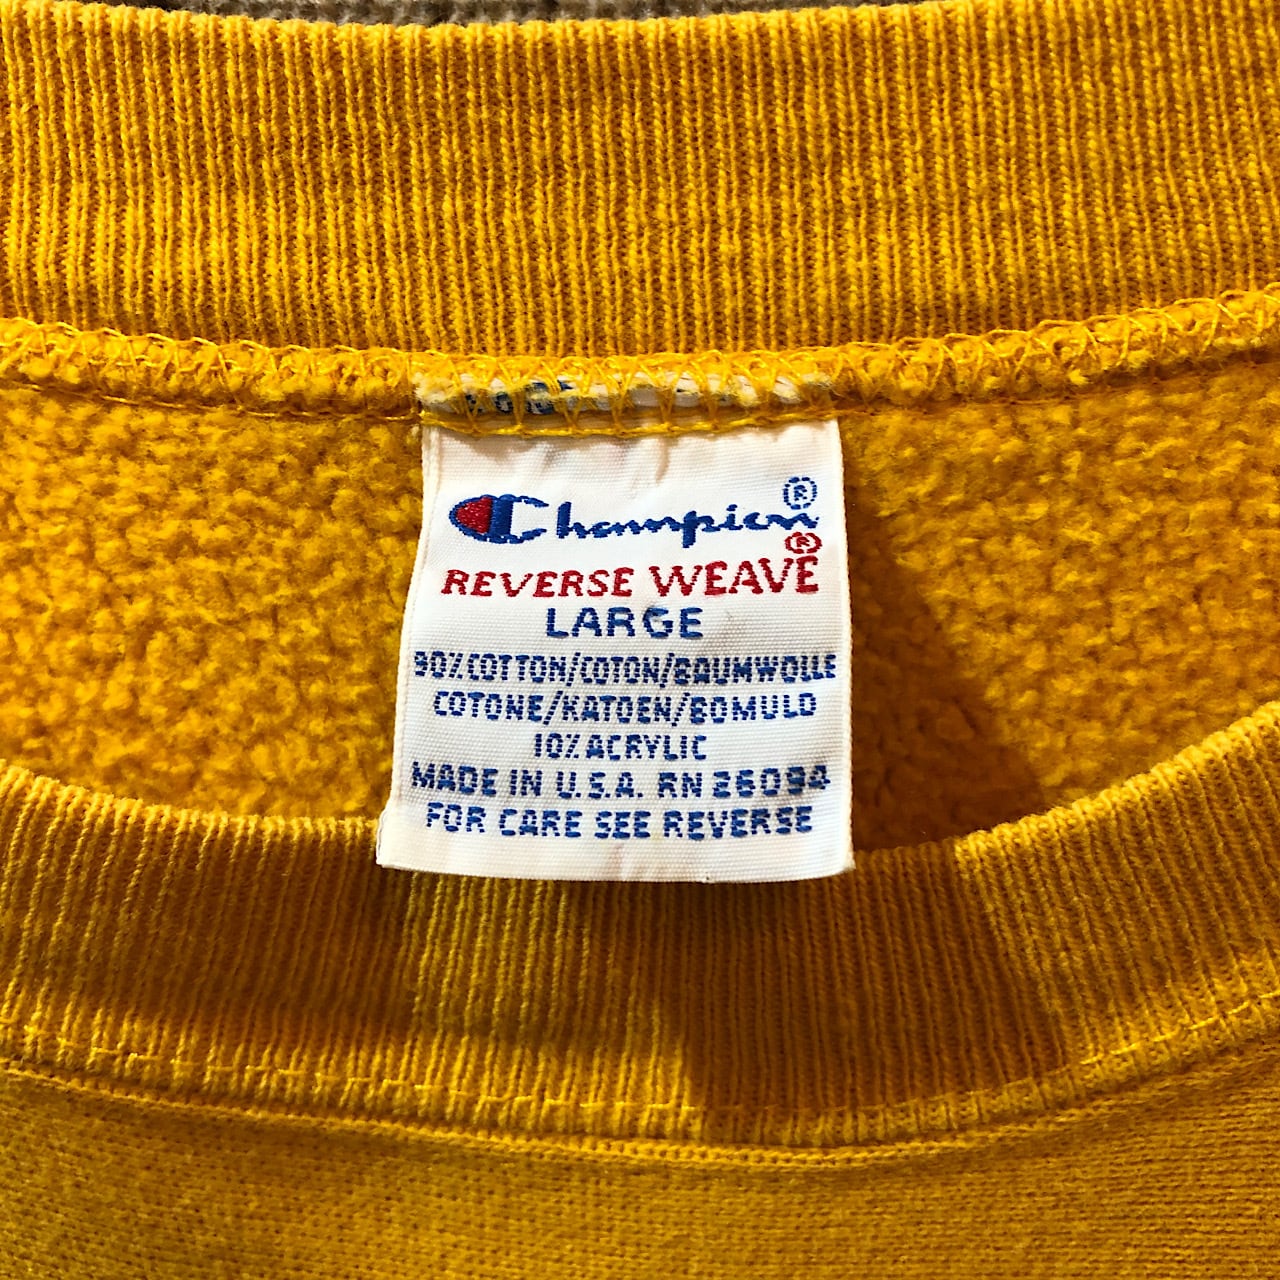 Champion®
REVERSE WEAVE®
LARGE
90% COTTON/COTON/BAUMWOLLE
COTONE/KATOEN/BOMULD
10% ACRYLIC
MADE IN U.S.A. RN 26094
FOR CARE SEE REVERSE